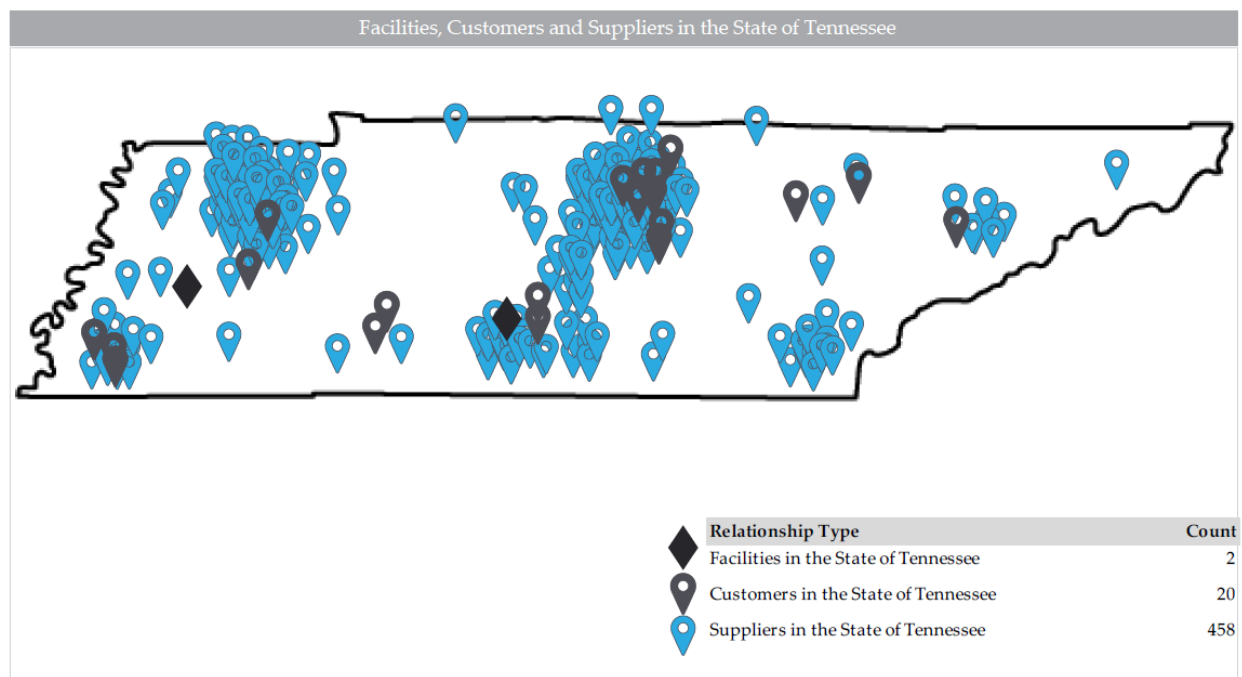 Facilities, Customers and Suppliers in the State of Tennessee
Relationship Type Count
Facilities in the State of Tennessee 2
Customers in the State of Tennessee 20
Suppliers in the State of Tennessee 458